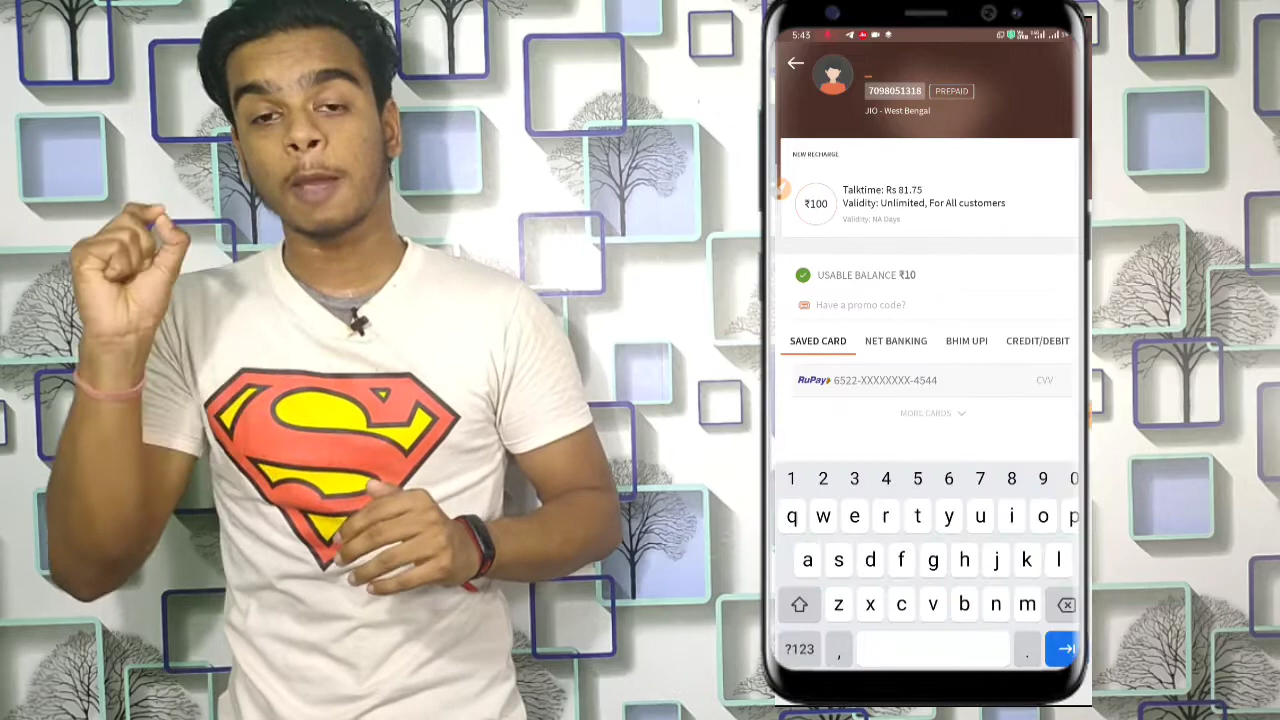 5:43
7098051318 PREPAID
JIO - West Bengal
NEW RECHARGE
₹100
Talktime: Rs 81.75
Validity: Unlimited, For All customers
Validity: NA Days
USABLE BALANCE ₹10
Have a promo code?
SAVED CARD NET BANKING BHIM UPI CREDIT/DEBIT
RuPay 6522-XXXXXXXX-4544 CVV
MORE CARDS
1 2 3 4 5 6 7 8 9 0
q w e r t y u i o p
a s d f g h j k l
z x c v b n m
?123 , .
S